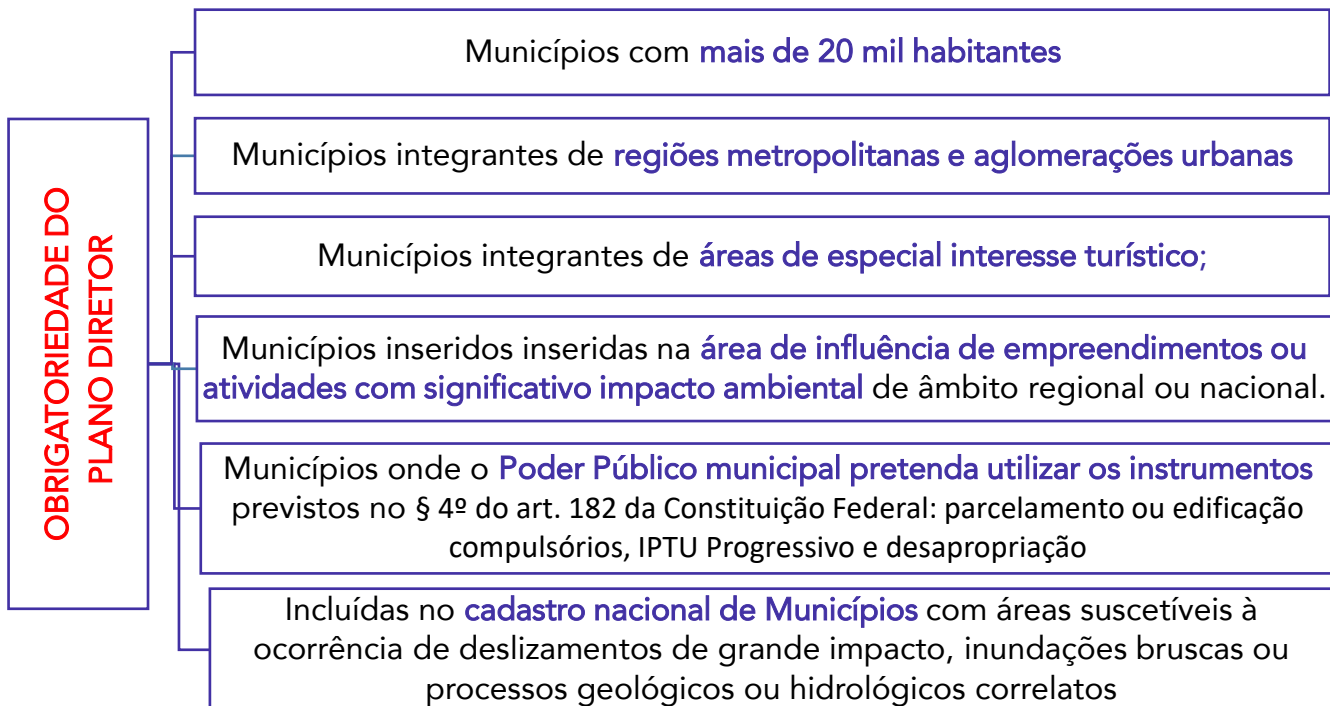 OBRIGATORIEDADE DO
PLANO DIRETOR
Municípios com mais de 20 mil habitantes
Municípios integrantes de regiões metropolitanas e aglomerações urbanas
Municípios integrantes de áreas de especial interesse turístico;
Municípios inseridos inseridas na área de influência de empreendimentos ou
atividades com significativo impacto ambiental de âmbito regional ou nacional.
Municípios onde o Poder Público municipal pretenda utilizar os instrumentos
previstos no § 4º do art. 182 da Constituição Federal: parcelamento ou edificação
compulsórios, IPTU Progressivo e desapropriação
Incluídas no cadastro nacional de Municípios com áreas suscetíveis à
ocorrência de deslizamentos de grande impacto, inundações bruscas ou
processos geológicos ou hidrológicos correlatos